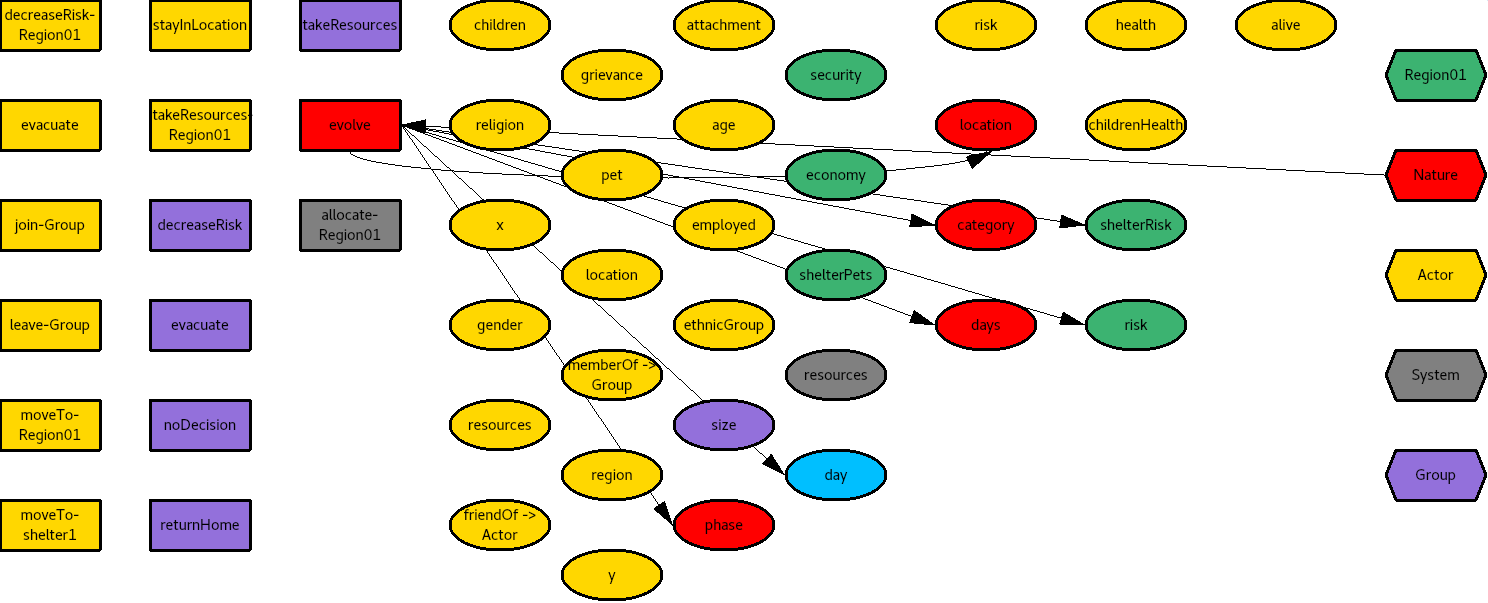 decreaseRisk-
Region01
stayInLocation
takeResources
children
attachment
risk
health
alive
grievance
security
Region01
evacuate
takeResources-
Region01
evolve
religion
age
location
childrenHealth
pet
economy
Nature
join-Group
decreaseRisk
allocate-
Region01
x
employed
category
shelterRisk
location
shelterPets
Actor
leave-Group
evacuate
gender
ethnicGroup
days
risk
memberOf ->
Group
resources
System
moveTo-
Region01
noDecision
resources
size
region
day
Group
moveTo-
shelter1
returnHome
friendOf ->
Actor
phase
y